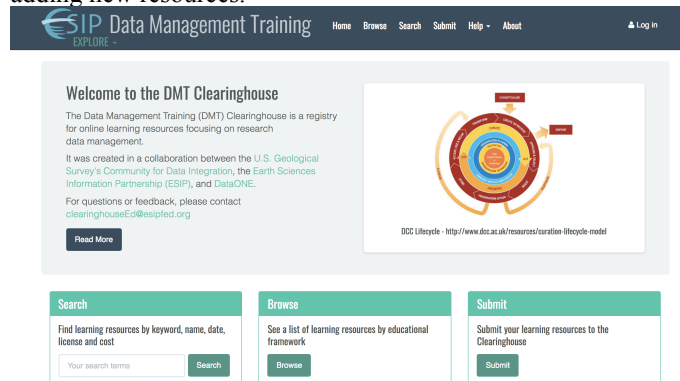 adding new resources.
ESIP Data Management Training Home Browse Search Submit Help About Log in
EXPLORE
Welcome to the DMT Clearinghouse
The Data Management Training (DMT) Clearinghouse is a registry
for online learning resources focusing on research
data management.
It was created in a collaboration between the U.S. Geological
Survey's Community for Data Integration, the Earth Sciences
Information Partnership (ESIP), and DataONE.
For questions or feedback, please contact
clearinghouseEd@esipfed.org
Read More
DCC Lifecycle - http://www.dcc.ac.uk/resources/curation-lifecycle-model
Search
Find learning resources by keyword, name, date,
license and cost
Your search terms Search
Browse
See a list of learning resources by educational
framework
Browse
Submit
Submit your learning resources to the
Clearinghouse
Submit